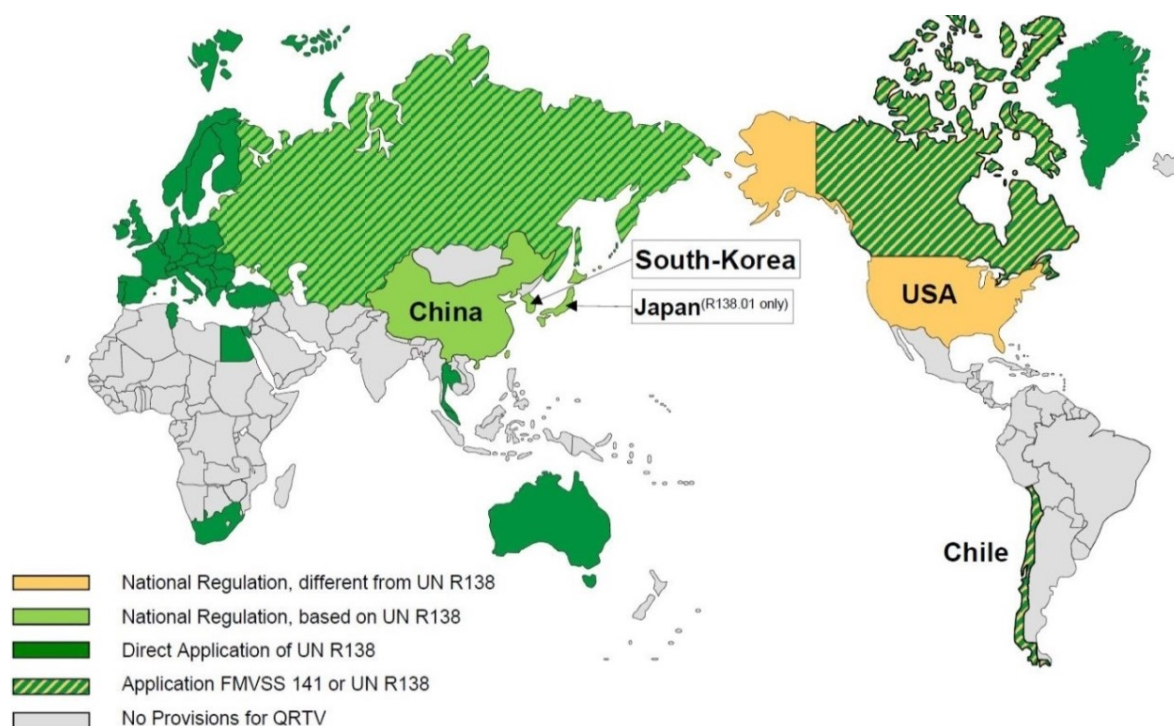 South-Korea
Japan(R138.01 only)
China
USA
Chile
National Regulation, different from UN R138
National Regulation, based on UN R138
Direct Application of UN R138
Application FMVSS 141 or UN R138
No Provisions for QRTV